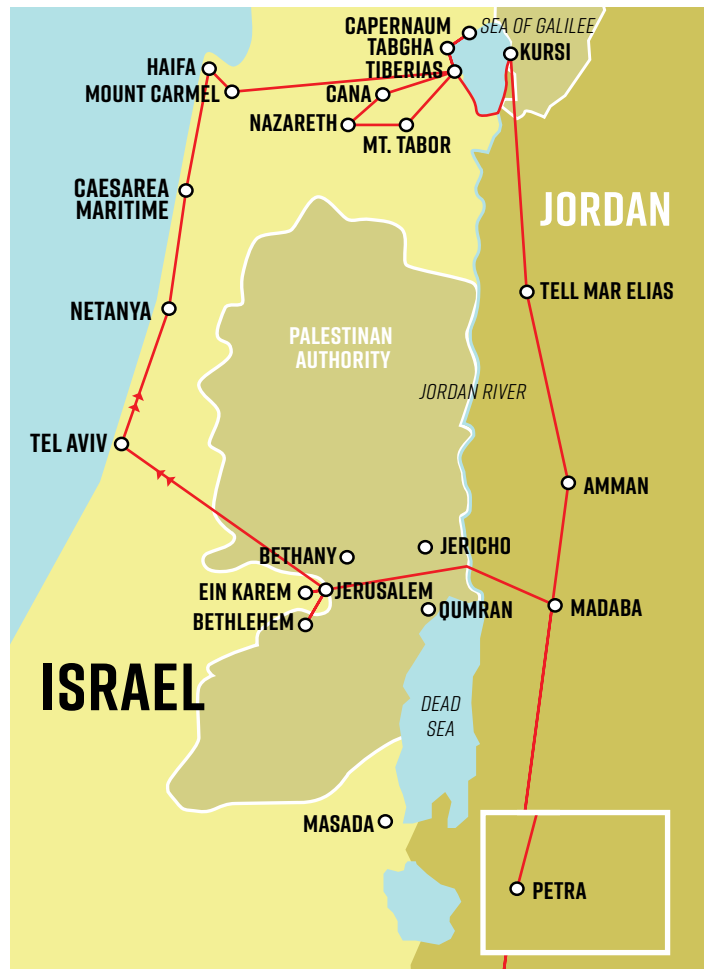 CAPERNAUM
SEA OF GALILEE
TABGHA
KURSI
HAIFA
TIBERIAS
MOUNT CARMEL
CANA
NAZARETH
MT. TABOR
CAESAREA
MARITIME
JORDAN
TELL MAR ELIAS
NETANYA
PALESTINAN
AUTHORITY
JORDAN RIVER
TEL AVIV
AMMAN
JERICHO
BETHANY
EIN KAREM
JERUSALEM
QUMRAN
MADABA
BETHLEHEM
ISRAEL
DEAD
SEA
MASADA
PETRA